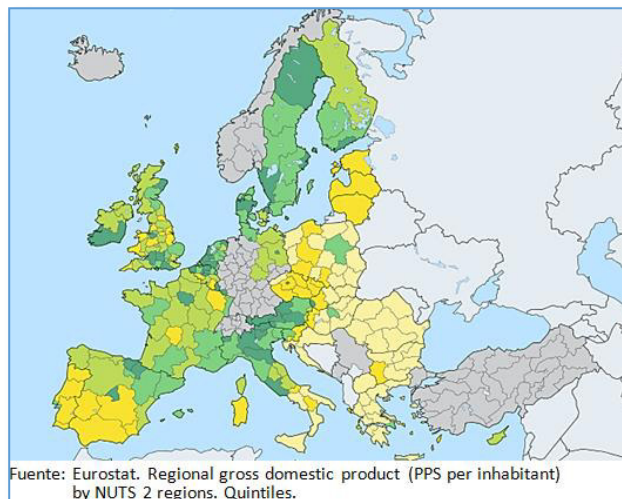 Fuente: Eurostat. Regional gross domestic product (PPS per inhabitant)
by NUTS 2 regions. Quintiles.